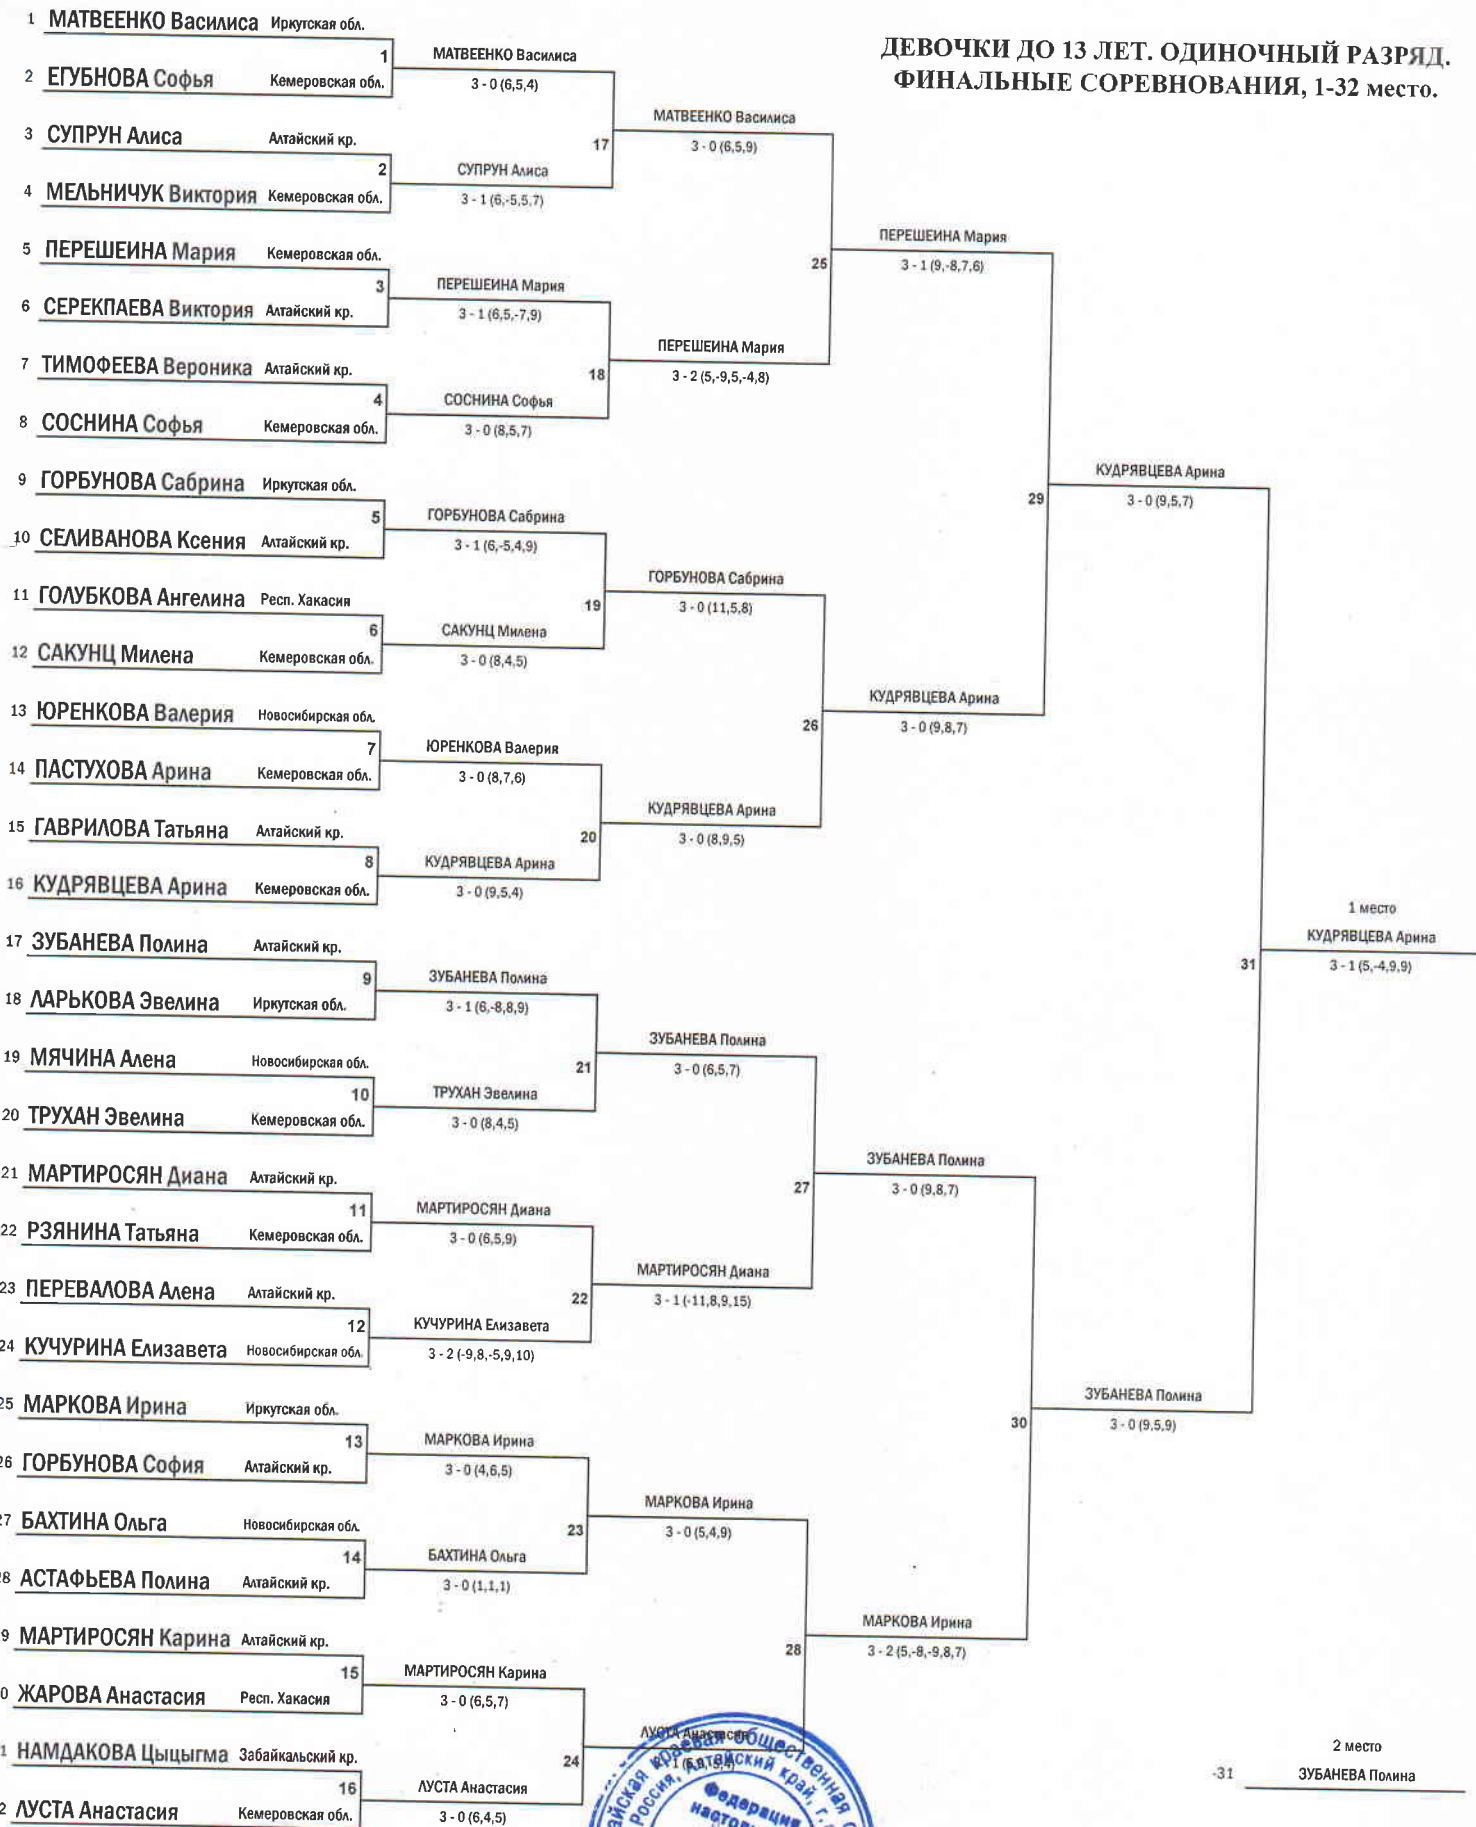 ДЕВОЧКИ ДО 13 ЛЕТ. ОДИНОЧНЫЙ РАЗРЯД.
ФИНАЛЬНЫЕ СОРЕВНОВАНИЯ, 1-32 место.
1 МАТВЕЕНКО Василиса Иркутская обл.
1
2 ЕГУБНОВА Софья Кемеровская обл.
3 СУПРУН Алиса Алтайский кр.
2
4 МЕЛЬНИЧУК Виктория Кемеровская обл.
5 ПЕРЕШЕИНА Мария Кемеровская обл.
3
6 СЕРЕКПАЕВА Виктория Алтайский кр.
7 ТИМОФЕЕВА Вероника Алтайский кр.
4
8 СОСНИНА Софья Кемеровская обл.
9 ГОРБУНОВА Сабрина Иркутская обл.
5
10 СЕЛИВАНОВА Ксения Алтайский кр.
11 ГОЛУБКОВА Ангелина Респ. Хакасия
6
12 САКУНЦ Милена Кемеровская обл.
13 ЮРЕНКОВА Валерия Новосибирская обл.
7
14 ПАСТУХОВА Арина Кемеровская обл.
15 ГАВРИЛОВА Татьяна Алтайский кр.
8
16 КУДРЯВЦЕВА Арина Кемеровская обл.
17 ЗУБАНЕВА Полина Алтайский кр.
9
18 ЛАРЬКОВА Эвелина Иркутская обл.
19 МЯЧИНА Алена Новосибирская обл.
10
20 ТРУХАН Эвелина Кемеровская обл.
21 МАРТИРОСЯН Диана Алтайский кр.
11
22 РЗЯНИНА Татьяна Кемеровская обл.
23 ПЕРЕВАЛОВА Алена Алтайский кр.
12
24 КУЧУРИНА Елизавета Новосибирская обл.
25 МАРКОВА Ирина Иркутская обл.
13
26 ГОРБУНОВА София Алтайский кр.
27 БАХТИНА Ольга Новосибирская обл.
14
28 АСТАФЬЕВА Полина Алтайский кр.
9 МАРТИРОСЯН Карина Алтайский кр.
15
0 ЖАРОВА Анастасия Респ. Хакасия
1 НАМДАКОВА Цыцыгма Забайкальский кр.
16
2 ЛУСТА Анастасия Кемеровская обл.
МАТВЕЕНКО Василиса
3 - 0 (6,5,4)
17
СУПРУН Алиса
3 - 1 (6,-5,5,7)
ПЕРЕШЕИНА Мария
3 - 1 (6,5,-7,9)
18
СОСНИНА Софья
3 - 0 (8,5,7)
ГОРБУНОВА Сабрина
3 - 1 (6,-5,4,9)
19
САКУНЦ Милена
3 - 0 (8,4,5)
ЮРЕНКОВА Валерия
3 - 0 (8,7,6)
20
КУДРЯВЦЕВА Арина
3 - 0 (9,5,4)
ЗУБАНЕВА Полина
3 - 1 (6,-8,8,9)
21
ТРУХАН Эвелина
3 - 0 (8,4,5)
МАРТИРОСЯН Диана
3 - 0 (6,5,9)
22
КУЧУРИНА Елизавета
3 - 2 (-9,8,-5,9,10)
МАРКОВА Ирина
3 - 0 (4,6,5)
23
БАХТИНА Ольга
3 - 0 (1,1,1)
МАРТИРОСЯН Карина
3 - 0 (6,5,7)
24
ЛУСТА Анастасия
3 - 0 (6,4,5)
МАТВЕЕНКО Василиса
3 - 0 (6,5,9)
25
ПЕРЕШЕИНА Мария
3 - 2 (5,-9,5,-4,8)
ГОРБУНОВА Сабрина
3 - 0 (11,5,8)
26
КУДРЯВЦЕВА Арина
3 - 0 (8,9,5)
ЗУБАНЕВА Полина
3 - 0 (6,5,7)
27
МАРТИРОСЯН Диана
3 - 1 (-11,8,9,15)
МАРКОВА Ирина
3 - 0 (5,4,9)
28
ЛУСТА Анастасия
ПЕРЕШЕИНА Мария
3 - 1 (9,-8,7,6)
29
КУДРЯВЦЕВА Арина
3 - 0 (9,8,7)
ЗУБАНЕВА Полина
3 - 0 (9,8,7)
30
МАРКОВА Ирина
3 - 2 (5,-8,-9,8,7)
КУДРЯВЦЕВА Арина
3 - 0 (9,5,7)
31
ЗУБАНЕВА Полина
3 - 0 (9,5,9)
1 место
КУДРЯВЦЕВА Арина
3 - 1 (5,-4,9,9)
2 место
-31 ЗУБАНЕВА Полина
краевая общественная
Россия, Алтайский край, г.
Федерация